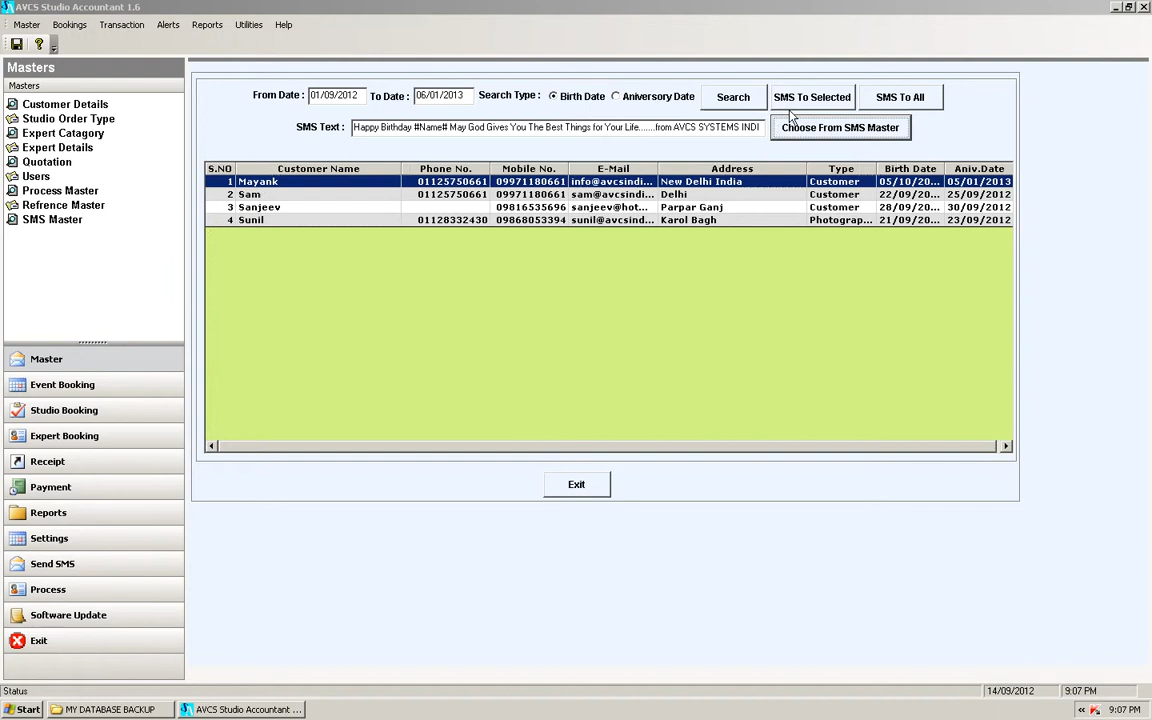 AVCS Studio Accountant 1.6
Master Bookings Transaction Alerts Reports Utilities Help
Masters
Masters
Customer Details
Studio Order Type
Expert Catagory
Expert Details
Quotation
Users
Process Master
Refrence Master
SMS Master
Master
Event Booking
Studio Booking
Expert Booking
Receipt
Payment
Reports
Settings
Send SMS
Process
Software Update
Exit
From Date : 01/09/2012 To Date : 06/01/2013 Search Type : Birth Date Aniversory Date Search SMS To Selected SMS To All
SMS Text : Happy Birthday #Name# May God Gives You The Best Things for Your Life.......from AVCS SYSTEMS INDI Choose From SMS Master
S.NO Customer Name Phone No. Mobile No. E-Mail Address Type Birth Date Aniv.Date
1 Mayank 01125750661 09971180661 info@avcsindi... New Delhi India Customer 05/10/20... 05/01/2013
2 Sam 01125750661 09971180661 sam@avcsind... Delhi Customer 22/09/20... 25/09/2012
3 Sanjeev 09816535696 sanjeev@hot... Parpar Ganj Customer 28/09/20... 30/09/2012
4 Sunil 01128332430 09868053394 sunil@avcsind... Karol Bagh Photograp... 21/09/20... 23/09/2012
Exit
Status 14/09/2012 9:07 PM
Start MY DATABASE BACKUP AVCS Studio Accountant ... 9:07 PM